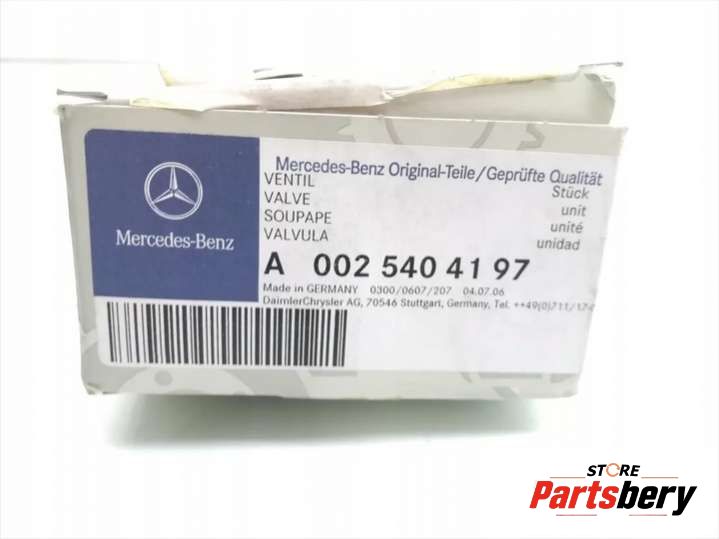 Mercedes-Benz
Mercedes-Benz Original-Teile/Geprüfte Qualität
VENTIL Stück
VALVE unit
SOUPAPE unité
VALVULA unidad
A 002 540 41 97
Made in GERMANY 0300/0607/207 04.07.06
DaimlerChrysler AG, 70546 Stuttgart, Germany, Tel. ++49(0)711/17-
STORE
Partsbery